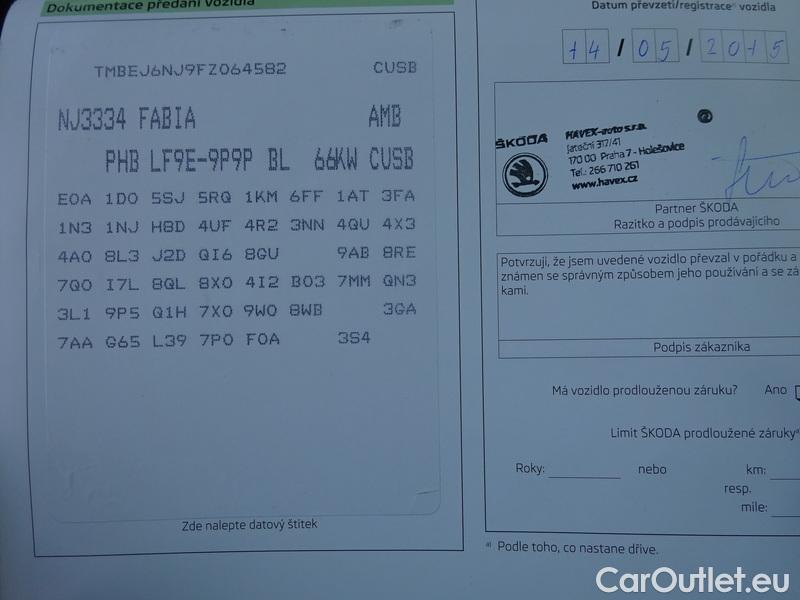 Dokumentace předání vozidla
TMBEJ6NJ9FZ064582 CUSB
NJ3334 FABIA AMB
PHB LF9E-9P9P BL 66KW CUSB
E0A 1D0 5SJ 5RQ 1KM 6FF 1AT 3FA
1N3 1NJ H8D 4UF 4R2 3NN 4QU 4X3
4A0 8L3 J2D QI6 8GU 9AB 8RE
7Q0 I7L 8QL 8X0 4I2 B03 7MM QN3
3L1 9P5 Q1H 7X0 9W0 8WB 3GA
7AA G65 L39 7P0 F0A 3S4
Zde nalepte datový štítek
Datum převzetí/registrace vozidla
14/05/2015
ŠKODA
HAVEX-auto s.r.o.
Jateční 317/41
170 00 Praha 7 - Holešovice
Tel.: 266 710 261
www.havex.cz
Partner ŠKODA
Razítko a podpis prodávajícího
Potvrzuji, že jsem uvedené vozidlo převzal v pořádku a
známen se správným způsobem jeho používání a se zá
kami.
Podpis zákazníka
Má vozidlo prodlouženou záruku? Ano
Limit ŠKODA prodloužené záruky
Roky: nebo km:
resp.
mile:
a) Podle toho, co nastane dříve.
CarOutlet.eu